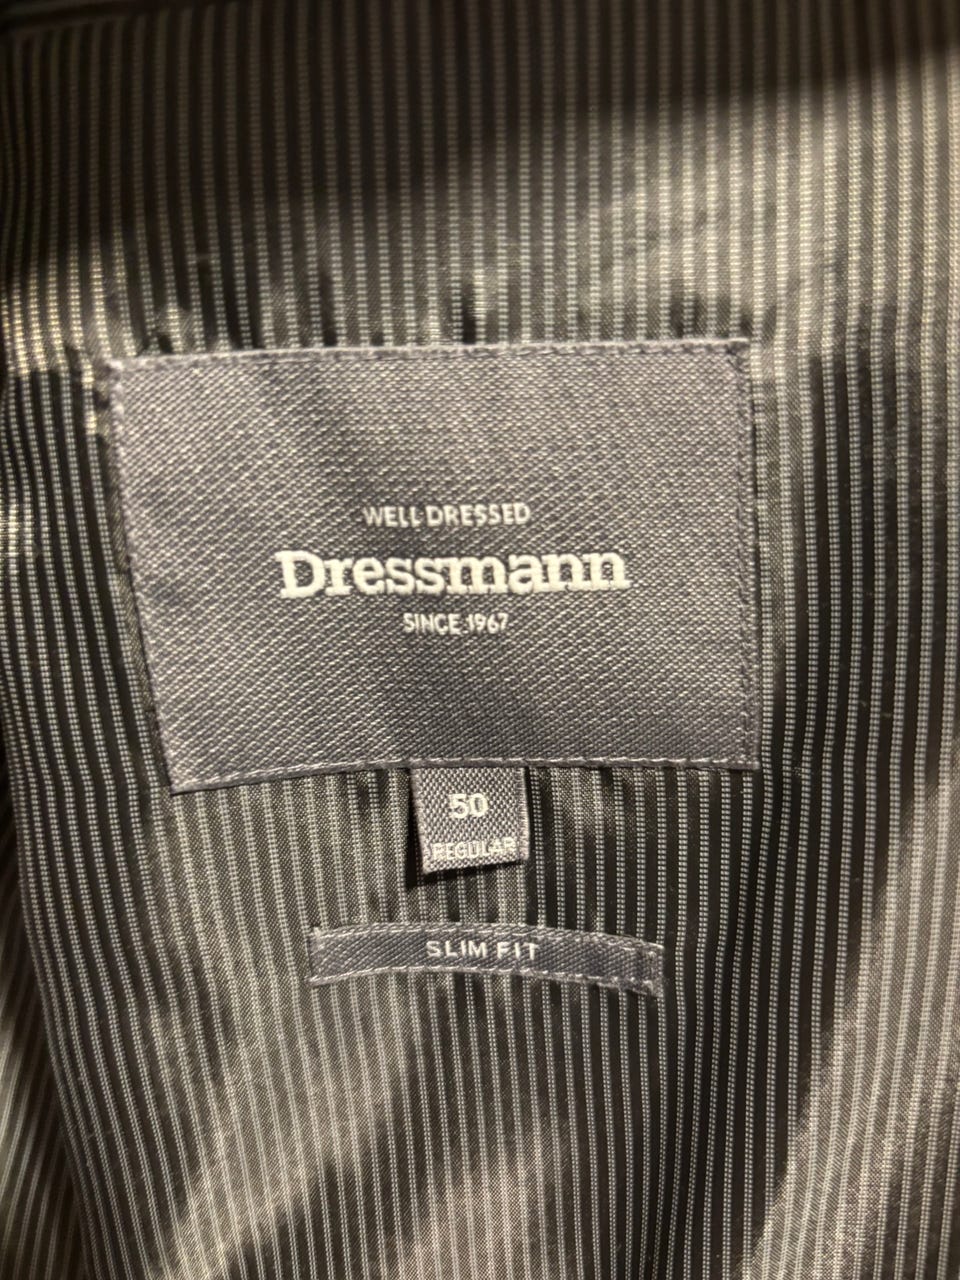 WELL DRESSED
Dressmann
SINCE 1967
50
REGULAR
SLIM FIT